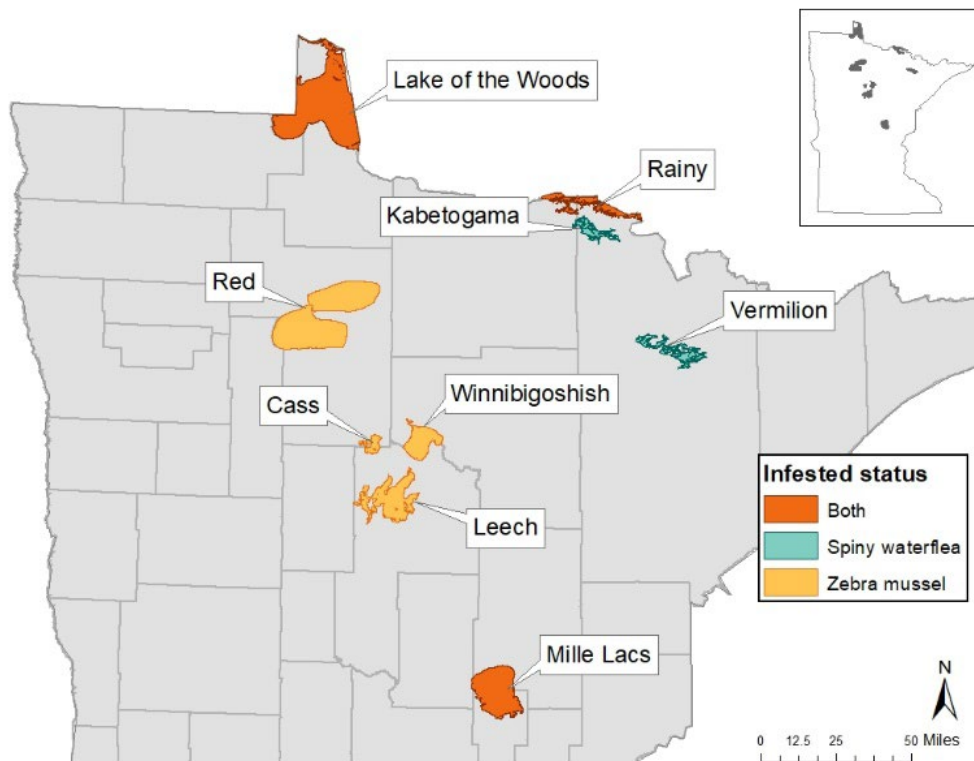 Lake of the Woods
Rainy
Kabetogama
Red
Vermilion
Winnibigoshish
Cass
Leech
Mille Lacs
Infested status
Both
Spiny waterflea
Zebra mussel
N
0 12.5 25 50 Miles